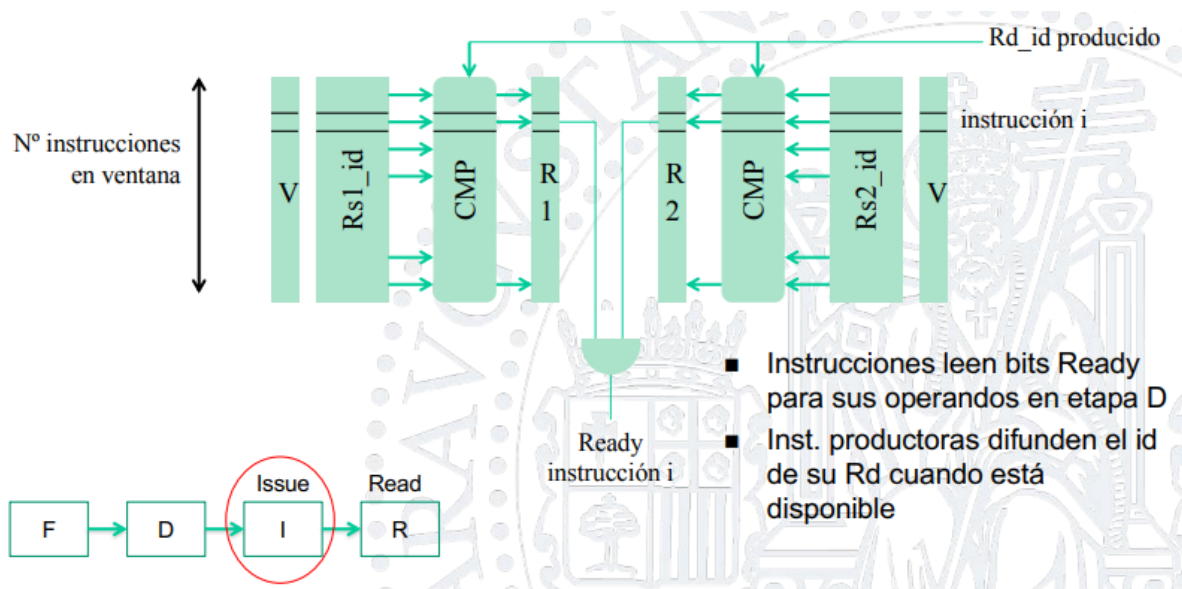 Rd_id producido
Nº instrucciones
en ventana
V
Rs1_id
CMP
R
1
R
2
CMP
Rs2_id
V
instrucción i
Ready
instrucción i
■ Instrucciones leen bits Ready
para sus operandos en etapa D
■ Inst. productoras difunden el id
de su Rd cuando está
disponible
Issue
Read
F
D
I
R